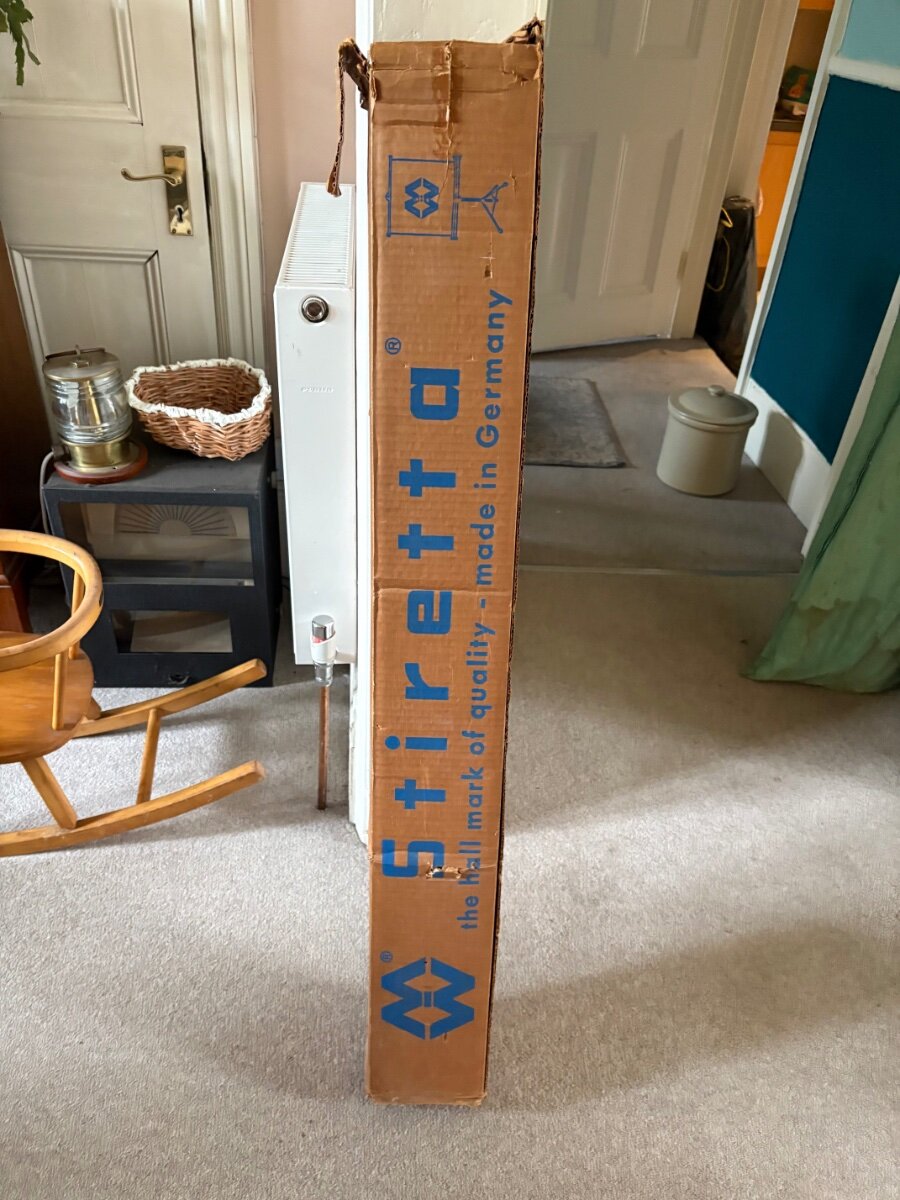 Stiretta®
the hall mark of quality - made in Germany
®